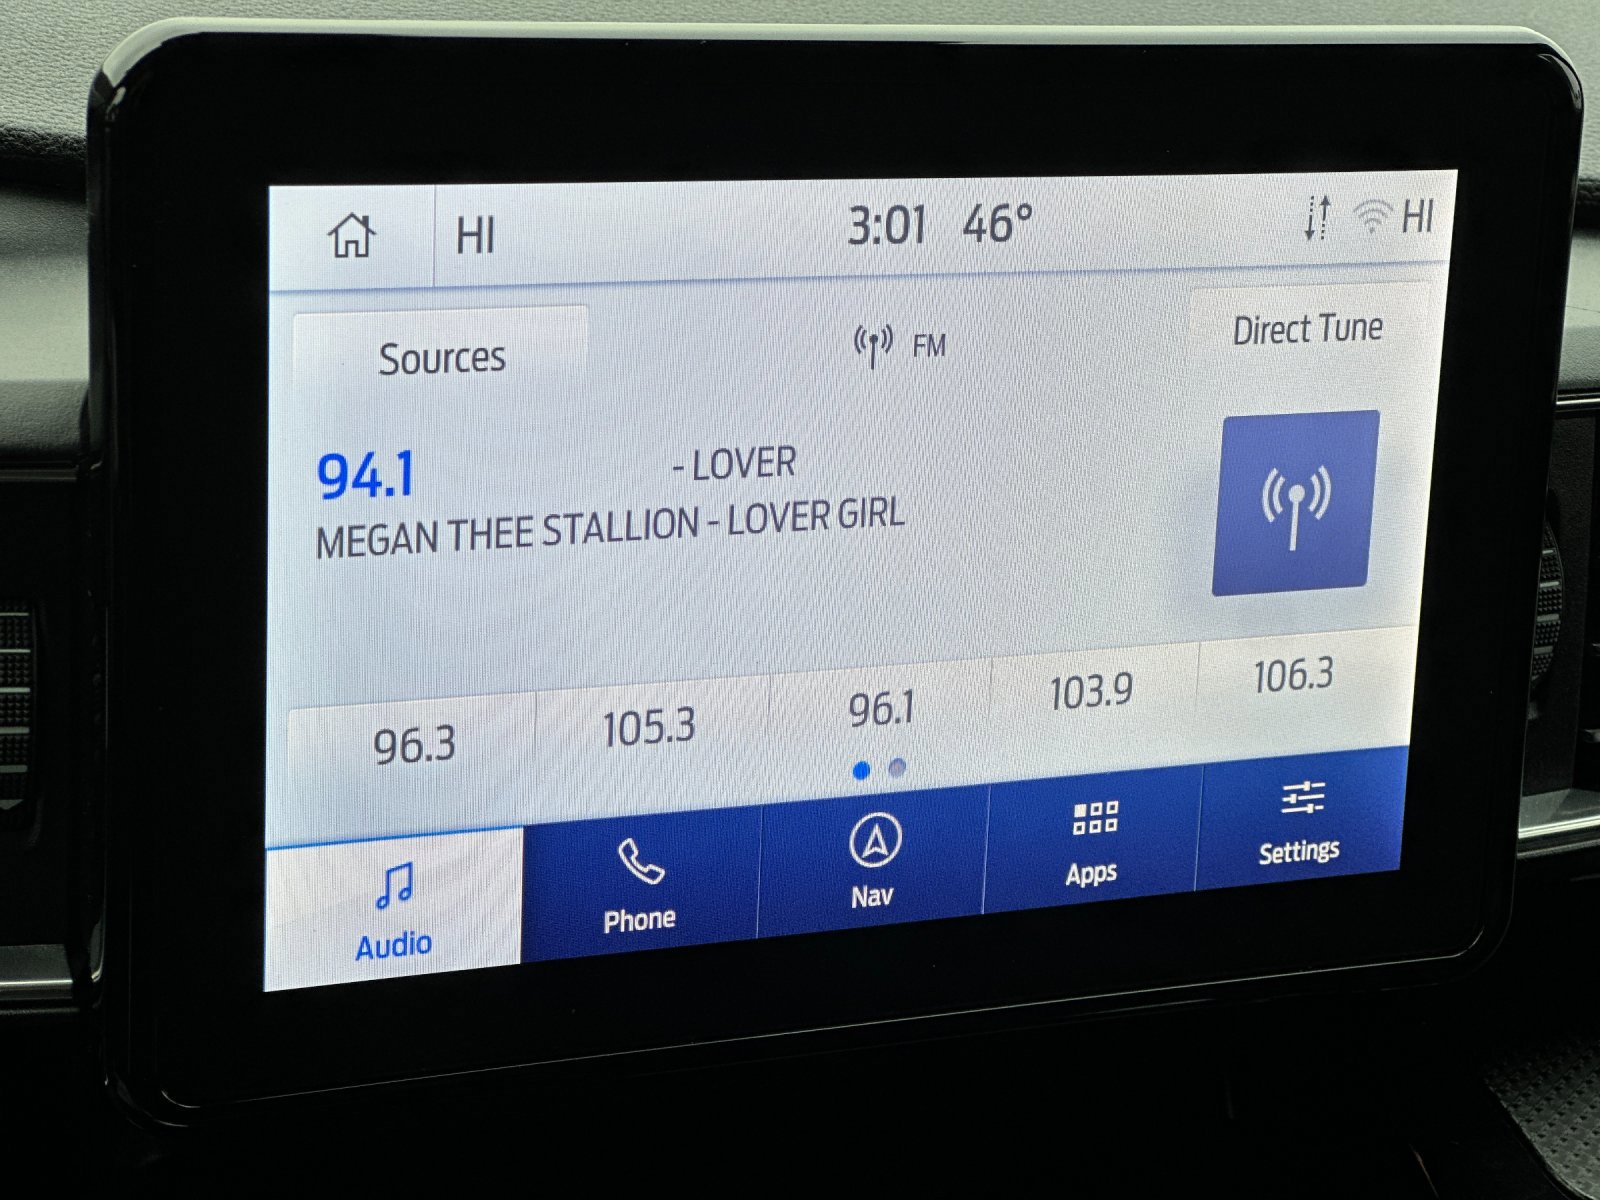 HI 3:01 46° HI
Sources FM Direct Tune
94.1 - LOVER
MEGAN THEE STALLION - LOVER GIRL
96.3 105.3 96.1 103.9 106.3
Audio Phone Nav Apps Settings